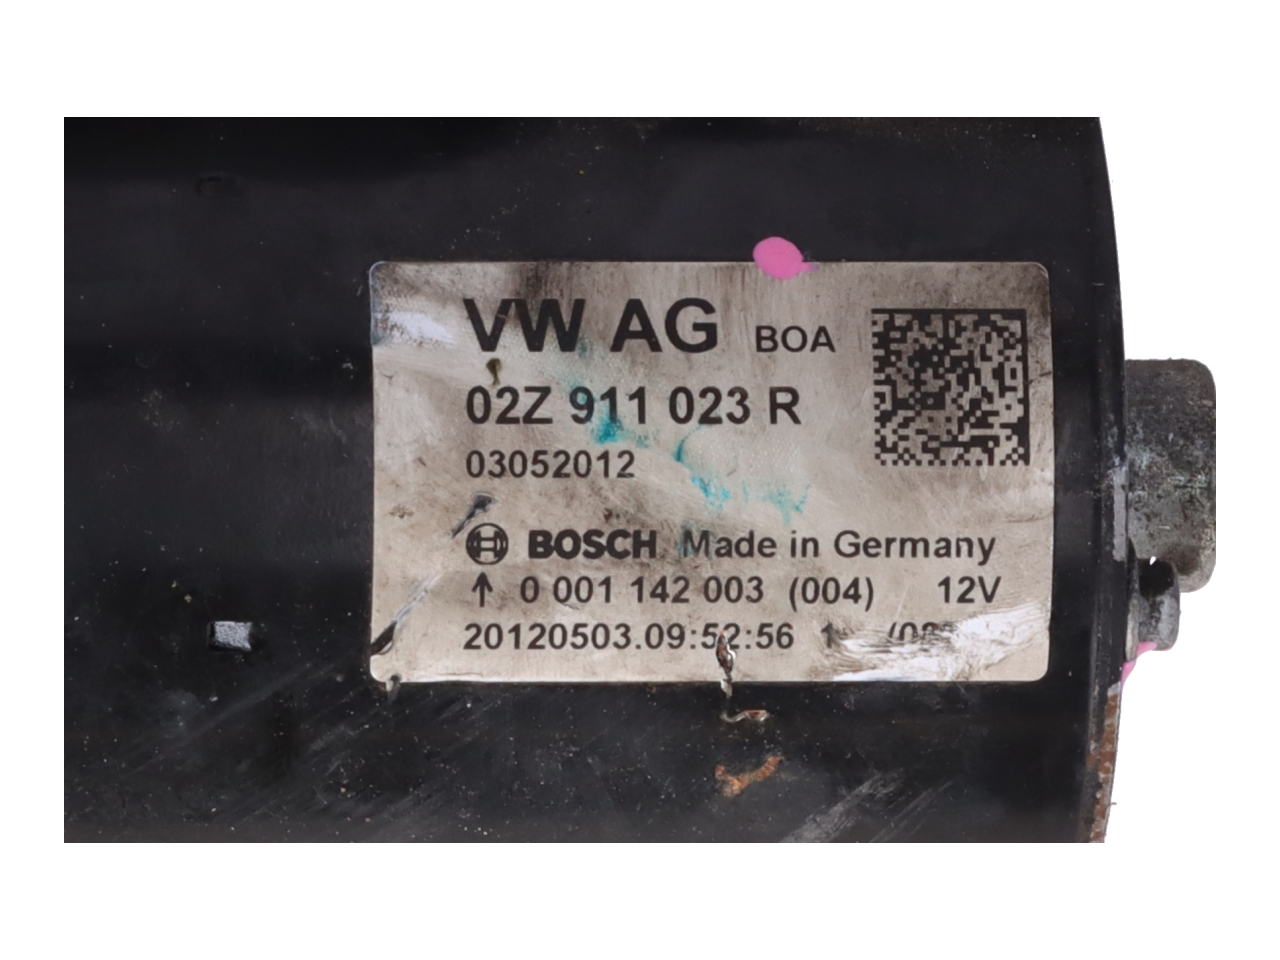 VW AG BOA
02Z 911 023 R
03052012
BOSCH Made in Germany
↑ 0 001 142 003 (004) 12V
20120503.09:52:56 1